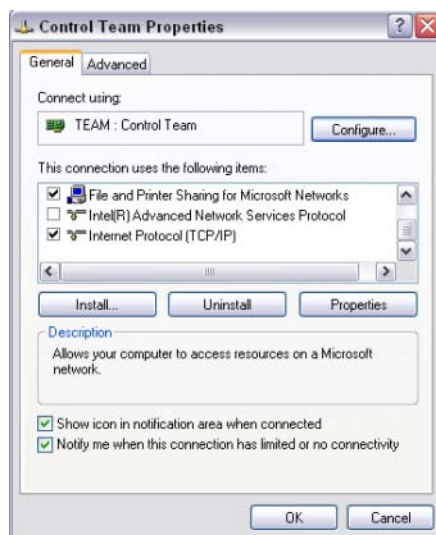 Control Team Properties
General
Advanced
Connect using:
TEAM : Control Team
Configure...
This connection uses the following items:
File and Printer Sharing for Microsoft Networks
Intel(R) Advanced Network Services Protocol
Internet Protocol (TCP/IP)
Install...
Uninstall
Properties
Description
Allows your computer to access resources on a Microsoft
network.
Show icon in notification area when connected
Notify me when this connection has limited or no connectivity
OK
Cancel